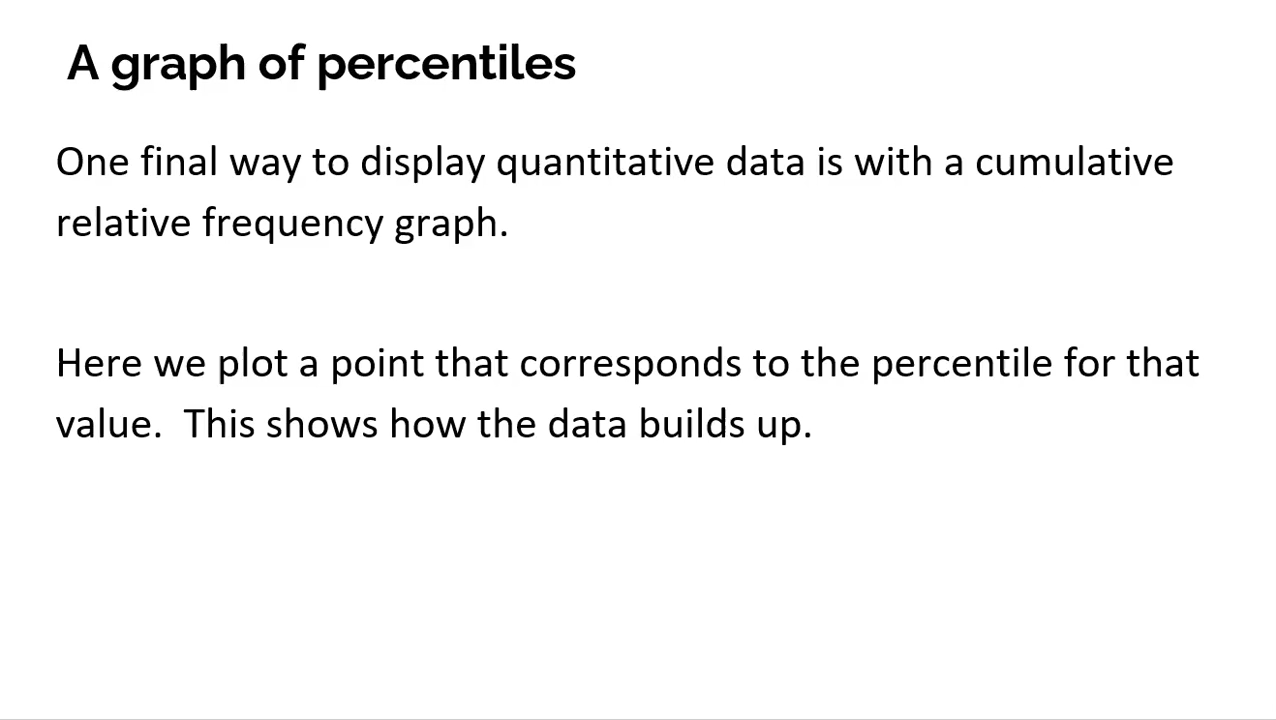 A graph of percentiles
One final way to display quantitative data is with a cumulative
relative frequency graph.
Here we plot a point that corresponds to the percentile for that
value.  This shows how the data builds up.